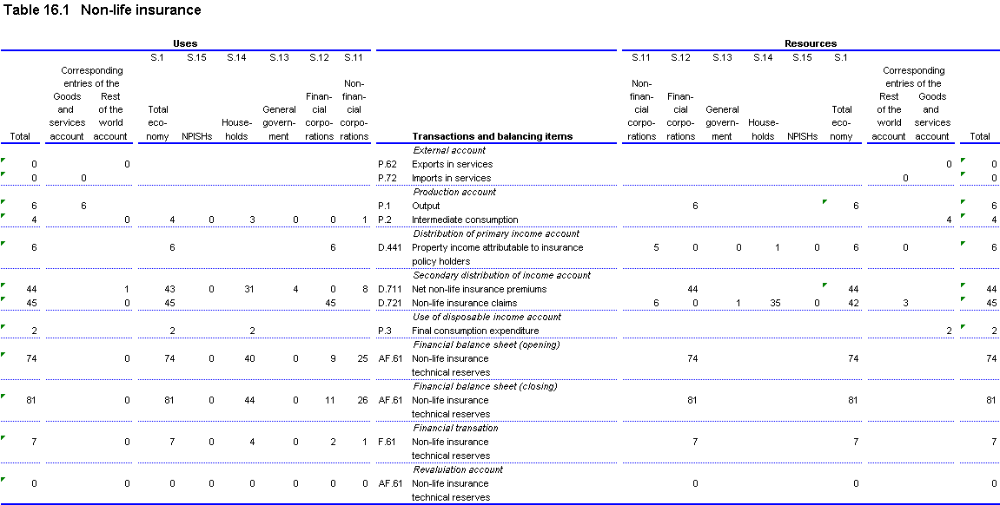 Table 16.1 Non-life insurance
Uses Resources
S.1 S.15 S.14 S.13 S.12 S.11 S.11 S.12 S.13 S.14 S.15 S.1
Corresponding Non- Non- Corresponding
entries of the finan- finan- entries of the
Goods Rest Finan- cial cial Finan- Rest Goods
and of the Total General cial corpo- corpo- cial General Total of the and
services world eco- House- govern- corpo- rations rations corpo- govern- House- eco- world services
Total account account nomy NPISHs holds ment rations Transactions and balancing items rations ment holds NPISHs nomy account account Total
External account
0 0 P.62 Exports in services 0 0
0 0 P.72 Imports in services 0 0
Production account
6 6 P.1 Output 6 6 6
4 0 4 0 3 0 0 1 P.2 Intermediate consumption 4 4
Distribution of primary income account
6 6 6 D.441 Property income attributable to insurance 5 0 0 1 0 6 0 6
policy holders
Secondary distribution of income account
44 1 43 0 31 4 0 8 D.711 Net non-life insurance premiums 44 44 44
45 0 45 45 D.721 Non-life insurance claims 6 0 1 35 0 42 3 45
Use of disposable income account
2 2 2 P.3 Final consumption expenditure 2 2
Financial balance sheet (opening)
74 0 74 0 40 0 9 25 AF.61 Non-life insurance 74 74 74
technical reserves
Financial balance sheet (closing)
81 0 81 0 44 0 11 26 AF.61 Non-life insurance 81 81 81
technical reserves
Financial transation
7 0 7 0 4 0 2 1 F.61 Non-life insurance 7 7 7
technical reserves
Revaluiation account
0 0 0 0 0 0 0 0 AF.61 Non-life insurance 0 0 0
technical reserves